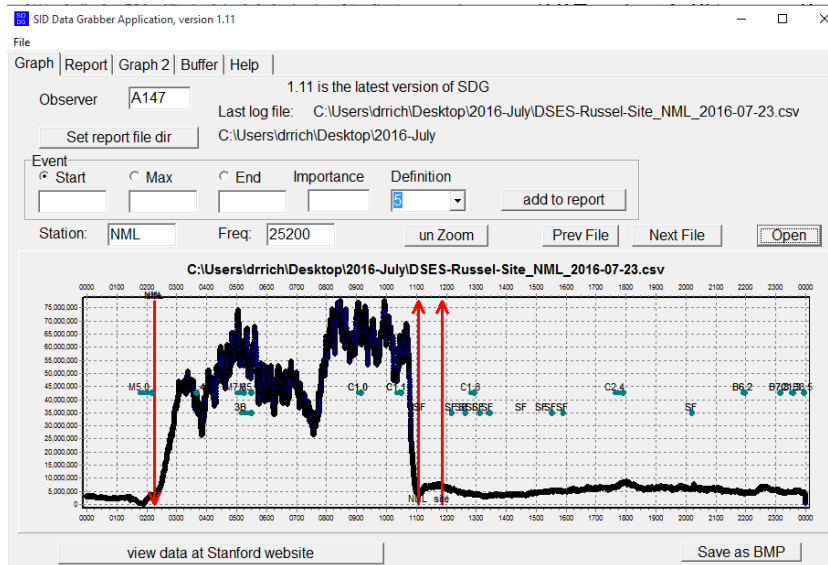 SID Data Grabber Application, version 1.11
File
Graph Report Graph 2 Buffer Help
1.11 is the latest version of SDG
Observer A147
Last log file: C:\Users\drrich\Desktop\2016-July\DSES-Russel-Site_NML_2016-07-23.csv
Set report file dir C:\Users\drrich\Desktop\2016-July
Event
Start Max End Importance Definition
5 add to report
Station: NML Freq: 25200 un Zoom Prev File Next File Open
C:\Users\drrich\Desktop\2016-July\DSES-Russel-Site_NML_2016-07-23.csv
0000 0100 0200 0300 0400 0500 0600 0700 0800 0900 1000 1100 1200 1300 1400 1500 1600 1700 1800 1900 2000 2100 2200 2300 0000
75,000,000
70,000,000
65,000,000
60,000,000
55,000,000
50,000,000
45,000,000
M5.0 C1.0 C1.1 C1.3 C2.4 B6.2
40,000,000
35,000,000
3B SF SF SF SF
30,000,000
25,000,000
20,000,000
15,000,000
10,000,000
5,000,000
0
0000 0100 0200 0300 0400 0500 0600 0700 0800 0900 1000 1100 1200 1300 1400 1500 1600 1700 1800 1900 2000 2100 2200 2300 0000
view data at Stanford website Save as BMP